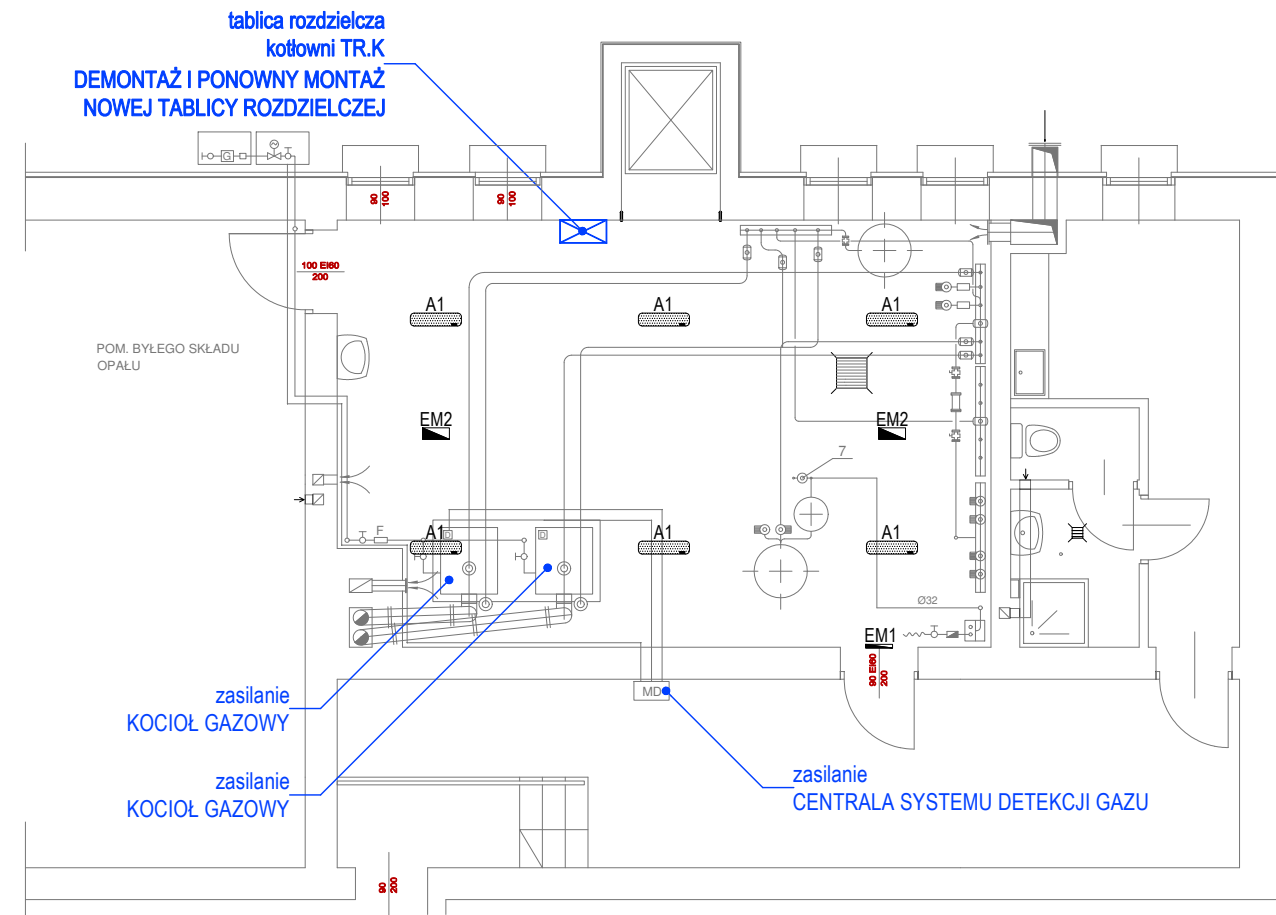 tablica rozdzielcza
kotłowni TR.K
DEMONTAŻ I PONOWNY MONTAŻ
NOWEJ TABLICY ROZDZIELCZEJ
G
90
100
90
100
100 EI60
200
A1
A1
A1
POM. BYŁEGO SKŁADU
OPAŁU
EM2
EM2
7
F
A1
D
D
A1
A1
Ø32
EM1
90 EI60
200
MD
zasilanie
KOCIOŁ GAZOWY
zasilanie
KOCIOŁ GAZOWY
zasilanie
CENTRALA SYSTEMU DETEKCJI GAZU
90
200